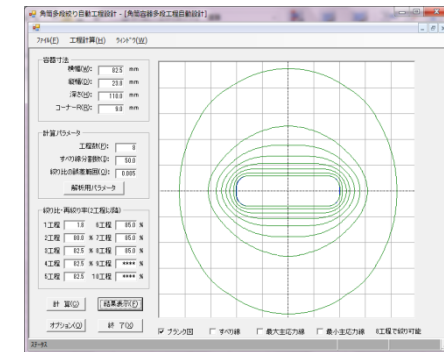 角筒多段絞り自動工程設計 - [角筒容器多段工程自動設計]
ファイル(F) 工程計算(H) ウインドウ(W)
容器寸法
横幅(W): 82.5 mm
縦幅(D): 23.0 mm
深さ(H): 110.0 mm
コーナーR(R): 9.0 mm
計算パラメータ
工程数(P): 8
すべり線分割数(D): 50.0
絞り比の誤差範囲(Q): 0.005
解析用パラメータ
絞り比・再絞り率(2工程以降)
1工程 1.8 6工程 85.0 %
2工程 80.0 % 7工程 85.0 %
3工程 82.5 % 8工程 85.0 %
4工程 82.5 % 9工程 **** %
5工程 82.5 10工程 **** %
計 算(C) 結果表示(F)
オプション(O) 終 了(X)
ブランク図 すべり線 最大主応力線 最小主応力線 8工程で絞り可能
ステータス